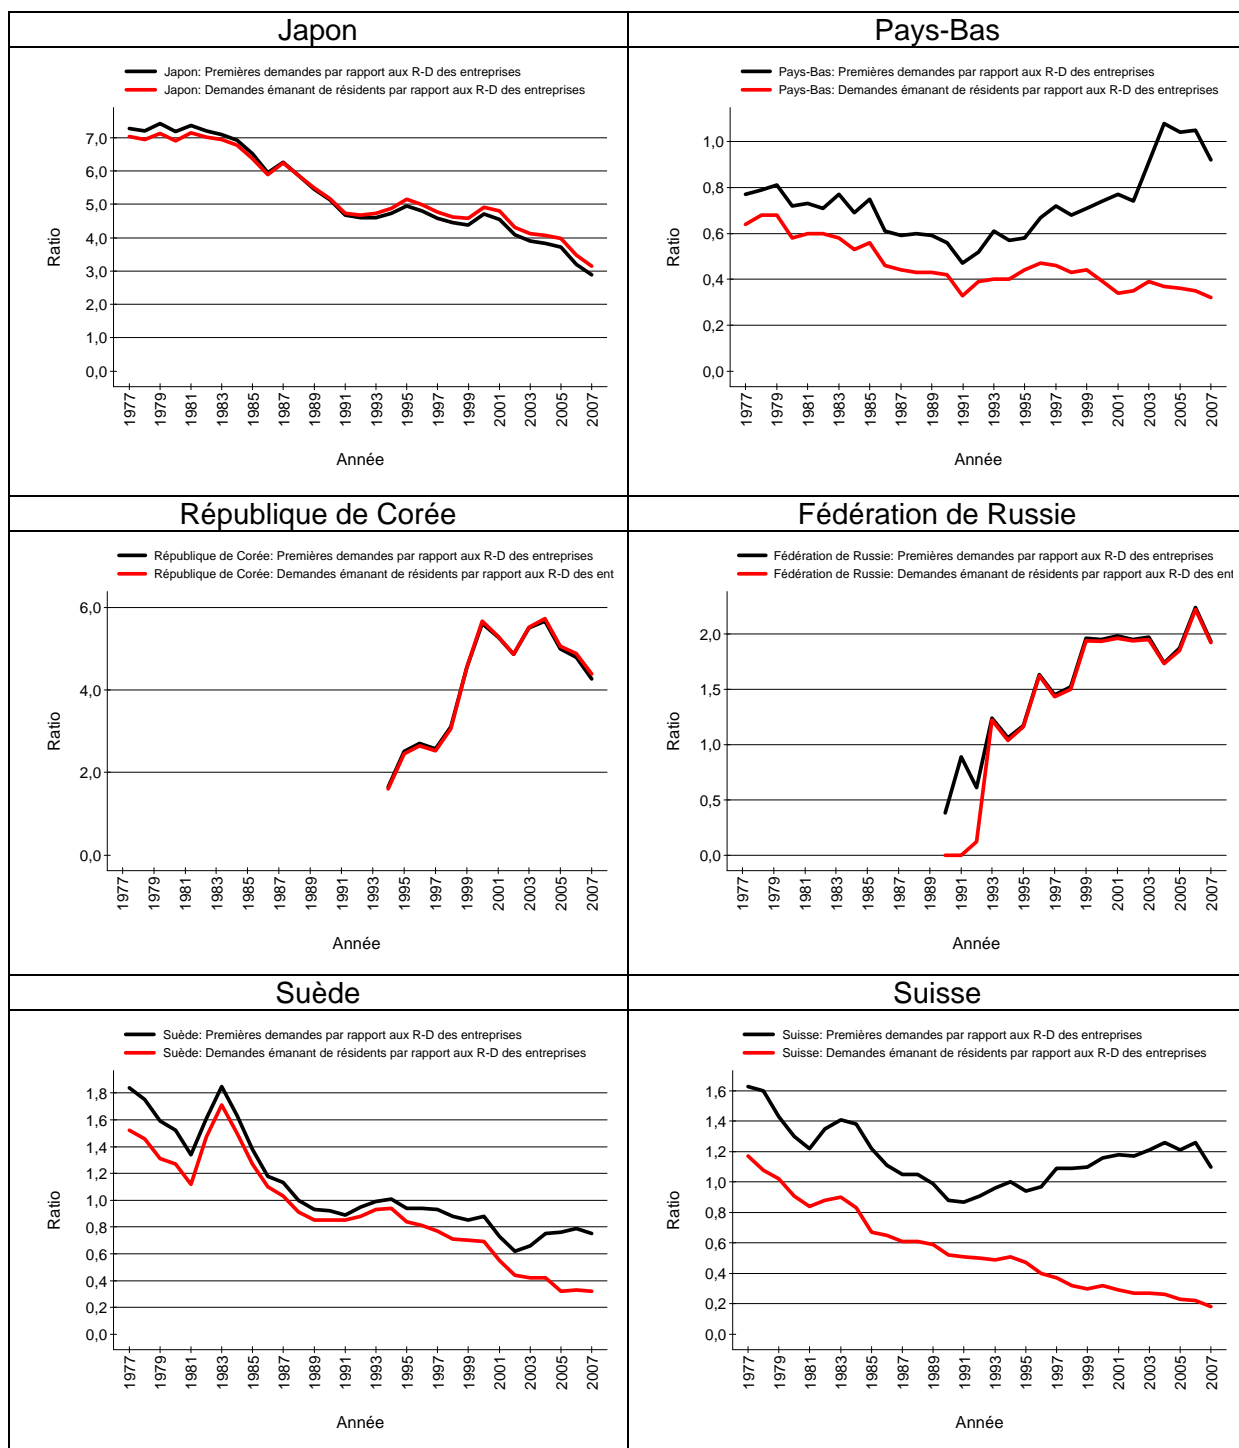 Japon
Japon: Premières demandes par rapport aux R-D des entreprises
Japon: Demandes émanant de résidents par rapport aux R-D des entreprises
Ratio
7,0
6,0
5,0
4,0
3,0
2,0
1,0
0,0
1977 1979 1981 1983 1985 1987 1989 1991 1993 1995 1997 1999 2001 2003 2005 2007
Année
Pays-Bas
Pays-Bas: Premières demandes par rapport aux R-D des entreprises
Pays-Bas: Demandes émanant de résidents par rapport aux R-D des entreprises
Ratio
1,0
0,8
0,6
0,4
0,2
0,0
1977 1979 1981 1983 1985 1987 1989 1991 1993 1995 1997 1999 2001 2003 2005 2007
Année
République de Corée
République de Corée: Premières demandes par rapport aux R-D des entreprises
République de Corée: Demandes émanant de résidents par rapport aux R-D des ent
Ratio
6,0
4,0
2,0
0,0
1977 1979 1981 1983 1985 1987 1989 1991 1993 1995 1997 1999 2001 2003 2005 2007
Année
Fédération de Russie
Fédération de Russie: Premières demandes par rapport aux R-D des entreprises
Fédération de Russie: Demandes émanant de résidents par rapport aux R-D des ent
Ratio
2,0
1,5
1,0
0,5
0,0
1977 1979 1981 1983 1985 1987 1989 1991 1993 1995 1997 1999 2001 2003 2005 2007
Année
Suède
Suède: Premières demandes par rapport aux R-D des entreprises
Suède: Demandes émanant de résidents par rapport aux R-D des entreprises
Ratio
1,8
1,6
1,4
1,2
1,0
0,8
0,6
0,4
0,2
0,0
1977 1979 1981 1983 1985 1987 1989 1991 1993 1995 1997 1999 2001 2003 2005 2007
Année
Suisse
Suisse: Premières demandes par rapport aux R-D des entreprises
Suisse: Demandes émanant de résidents par rapport aux R-D des entreprises
Ratio
1,6
1,4
1,2
1,0
0,8
0,6
0,4
0,2
0,0
1977 1979 1981 1983 1985 1987 1989 1991 1993 1995 1997 1999 2001 2003 2005 2007
Année